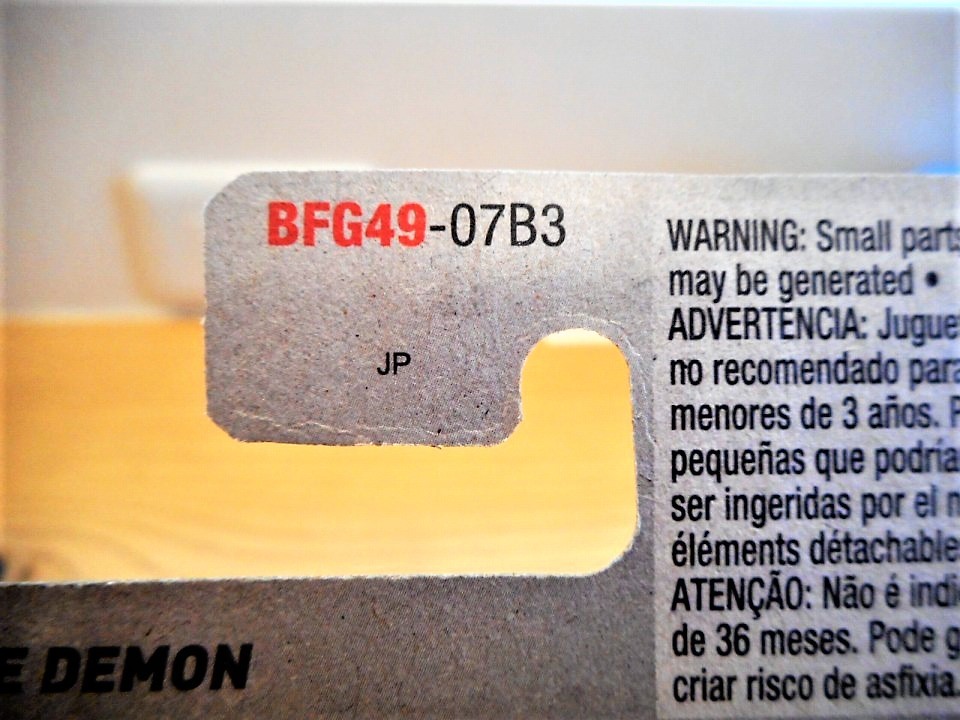 BFG49-07B3
JP
E DEMON
WARNING: Small parts
may be generated •
ADVERTENCIA: Jugue
no recomendado para
menores de 3 años. P
pequeñas que podría
ser ingeridas por el n
éléments détachable
ATENÇÃO: Não é indi
de 36 meses. Pode g
criar risco de asfixia.